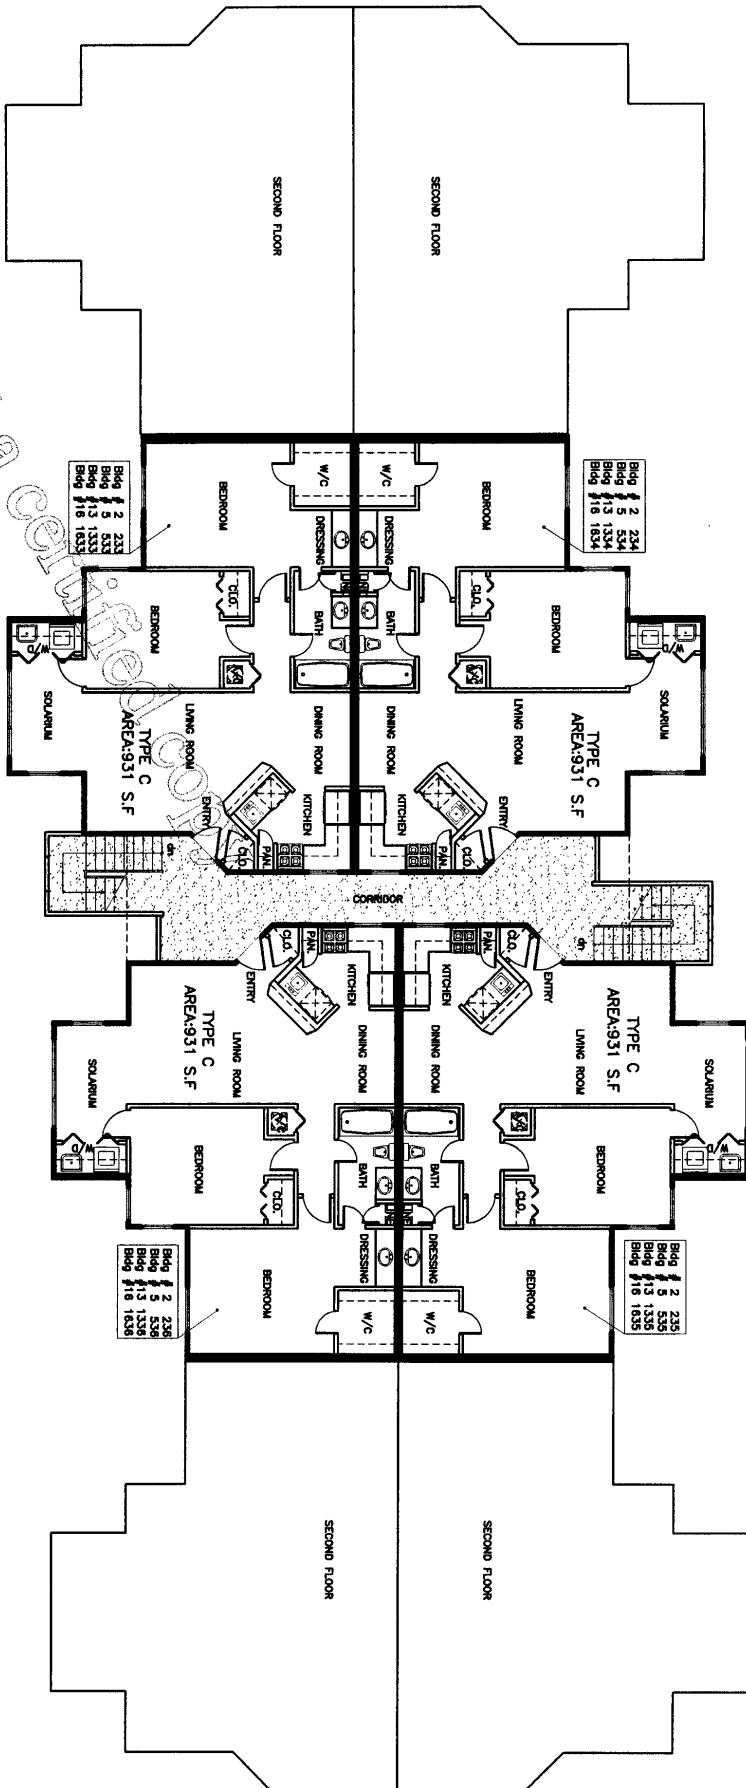 SECOND FLOOR
SECOND FLOOR
Bldg # 2 233
Bldg # 5 533
Bldg #13 1333
Bldg #16 1633
Bldg # 2 234
Bldg # 5 534
Bldg #13 1334
Bldg #16 1634
BEDROOM
W/C
W/C
BEDROOM
DRESSING
DRESSING
BEDROOM
CLO.
BATH
BATH
CLO.
BEDROOM
W/D
W/D
SOLARIUM
LIVING ROOM
DINING ROOM
DINING ROOM
LIVING ROOM
SOLARIUM
TYPE C
AREA:931 S.F
TYPE C
AREA:931 S.F
ENTRY
KITCHEN
KITCHEN
ENTRY
CLO.
PAN.
PAN.
CLO.
dn
CORRIDOR
dn
CLO.
PAN.
PAN.
CLO.
ENTRY
KITCHEN
KITCHEN
ENTRY
TYPE C
AREA:931 S.F
TYPE C
AREA:931 S.F
SOLARIUM
LIVING ROOM
DINING ROOM
DINING ROOM
LIVING ROOM
SOLARIUM
W
D
W
D
BEDROOM
CLO.
BATH
BATH
CLO.
BEDROOM
DRESSING
DRESSING
BEDROOM
W/C
W/C
BEDROOM
Bldg # 2 236
Bldg # 5 536
Bldg #13 1336
Bldg #16 1636
Bldg # 2 235
Bldg # 5 535
Bldg #13 1335
Bldg #16 1635
SECOND FLOOR
SECOND FLOOR
a certified copy